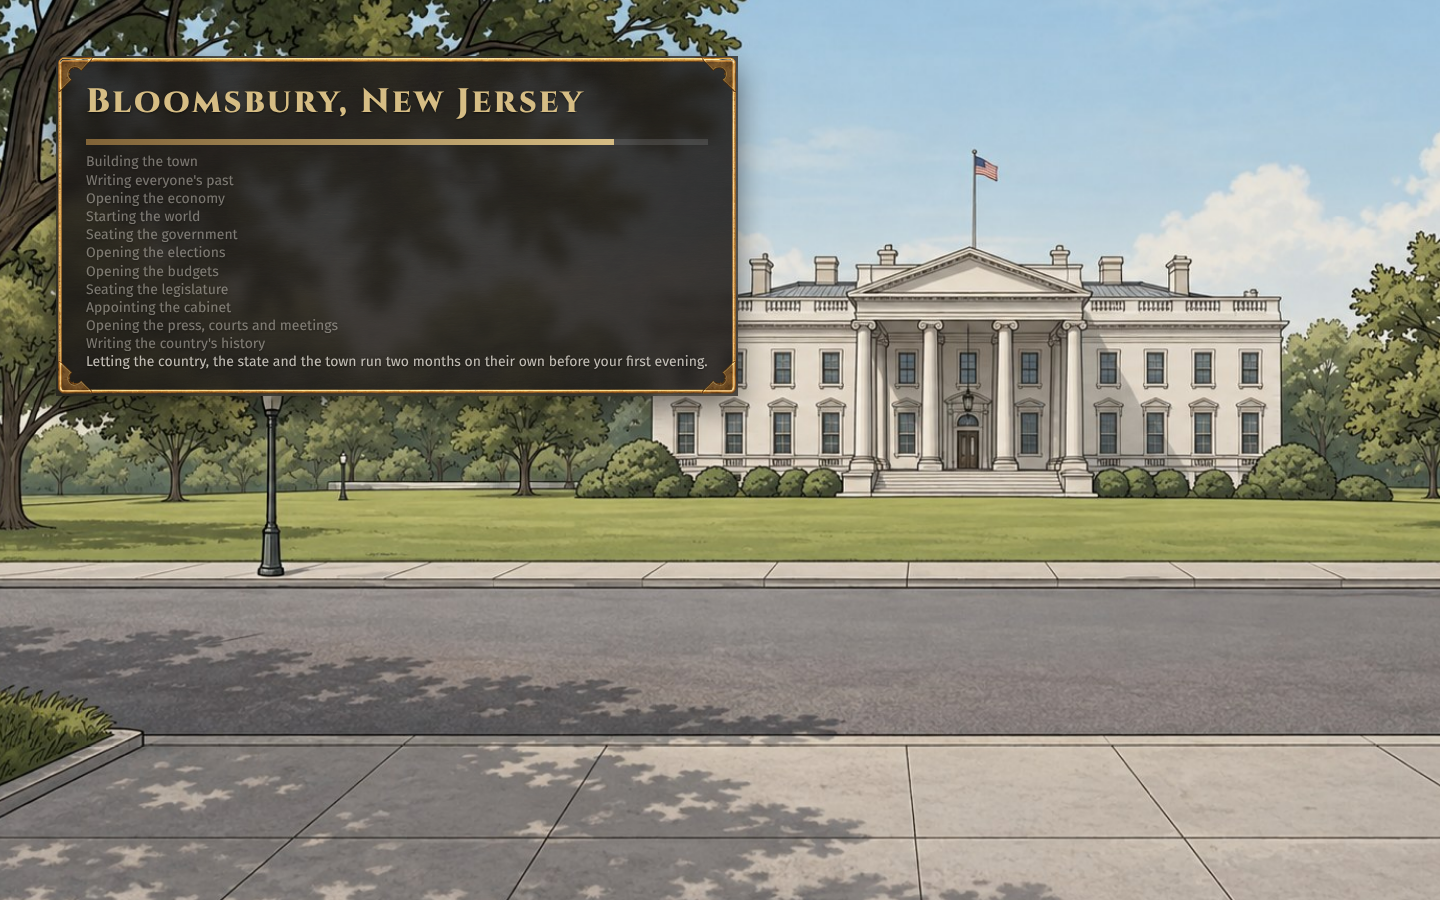 Bloomsbury, New Jersey
Building the town
Writing everyone's past
Opening the economy
Starting the world
Seating the government
Opening the elections
Opening the budgets
Seating the legislature
Appointing the cabinet
Opening the press, courts and meetings
Writing the country's history
Letting the country, the state and the town run two months on their own before your first evening.